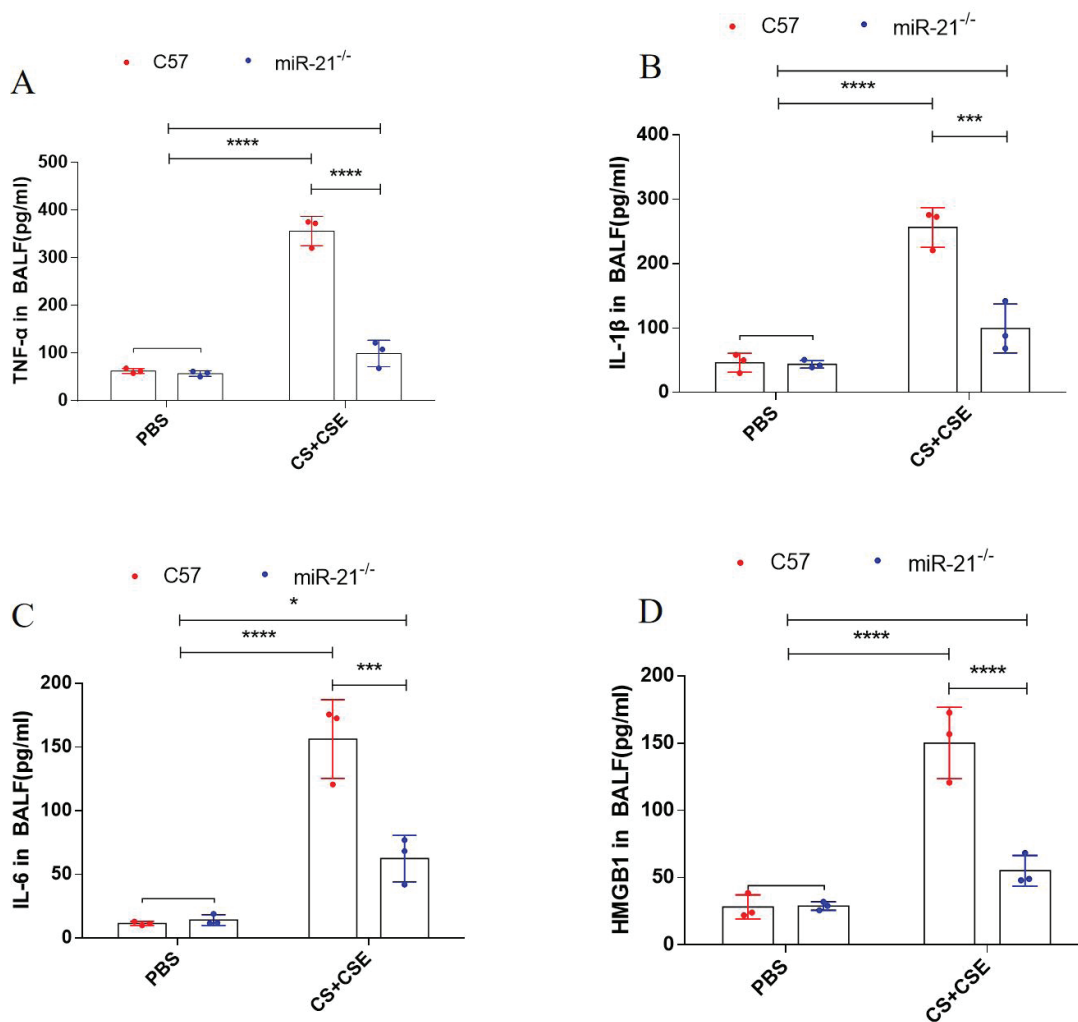 A
C57 miR-21-/-
****
****
TNF-α in BALF(pg/ml)
500
400
300
200
100
0
PBS
CS+CSE
B
C57 miR-21-/-
****
***
IL-1β in BALF(pg/ml)
400
300
200
100
0
PBS
CS+CSE
C
C57 miR-21-/-
*
****
***
IL-6 in BALF(pg/ml)
200
150
100
50
0
PBS
CS+CSE
D
C57 miR-21-/-
****
****
HMGB1 in BALF(pg/ml)
200
150
100
50
0
PBS
CS+CSE